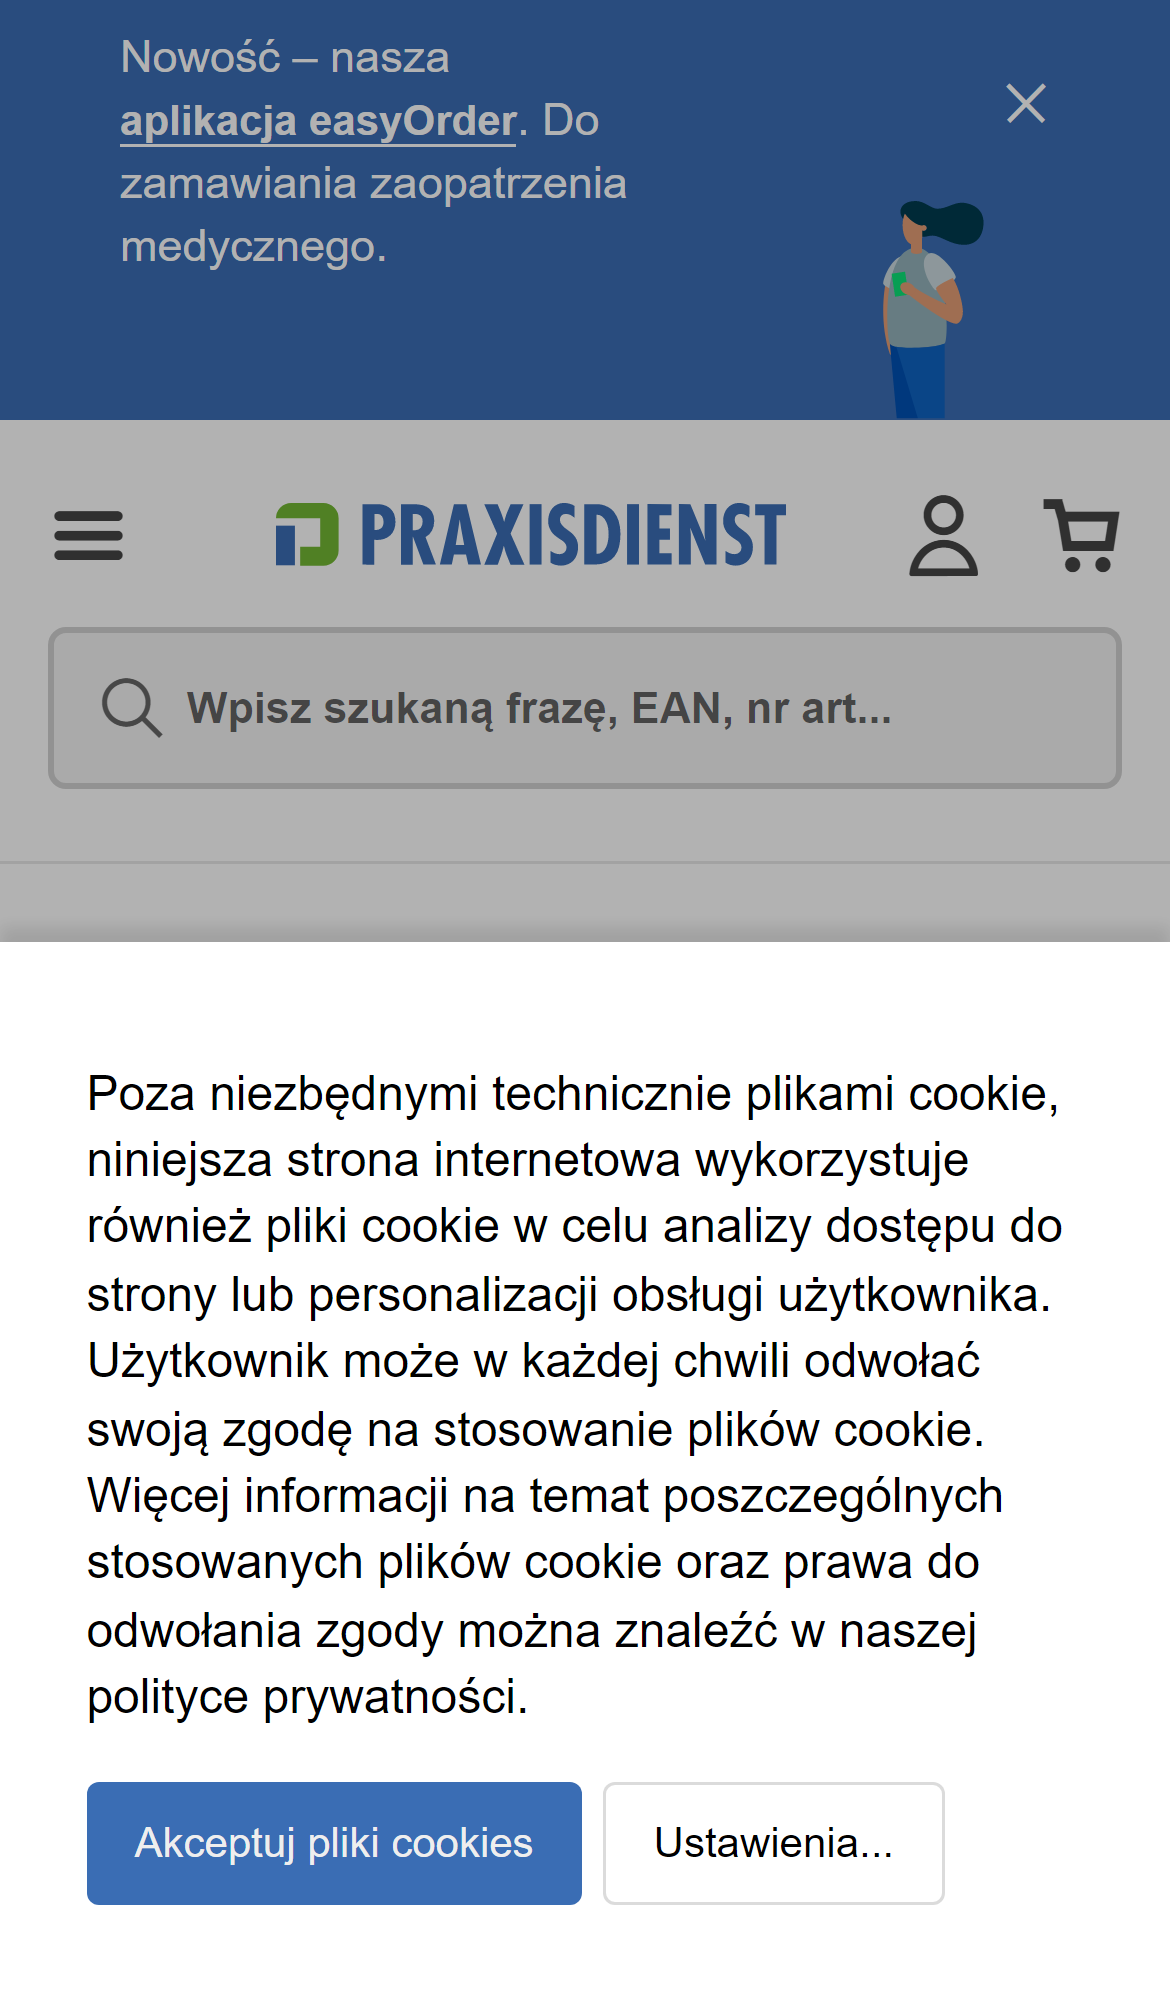 Nowość – nasza
aplikacja easyOrder. Do
zamawiania zaopatrzenia
medycznego.
PRAXISDIENST
Wpisz szukaną frazę, EAN, nr art...
Poza niezbędnymi technicznie plikami cookie,
niniejsza strona internetowa wykorzystuje
również pliki cookie w celu analizy dostępu do
strony lub personalizacji obsługi użytkownika.
Użytkownik może w każdej chwili odwołać
swoją zgodę na stosowanie plików cookie.
Więcej informacji na temat poszczególnych
stosowanych plików cookie oraz prawa do
odwołania zgody można znaleźć w naszej
polityce prywatności.
Akceptuj pliki cookies
Ustawienia...